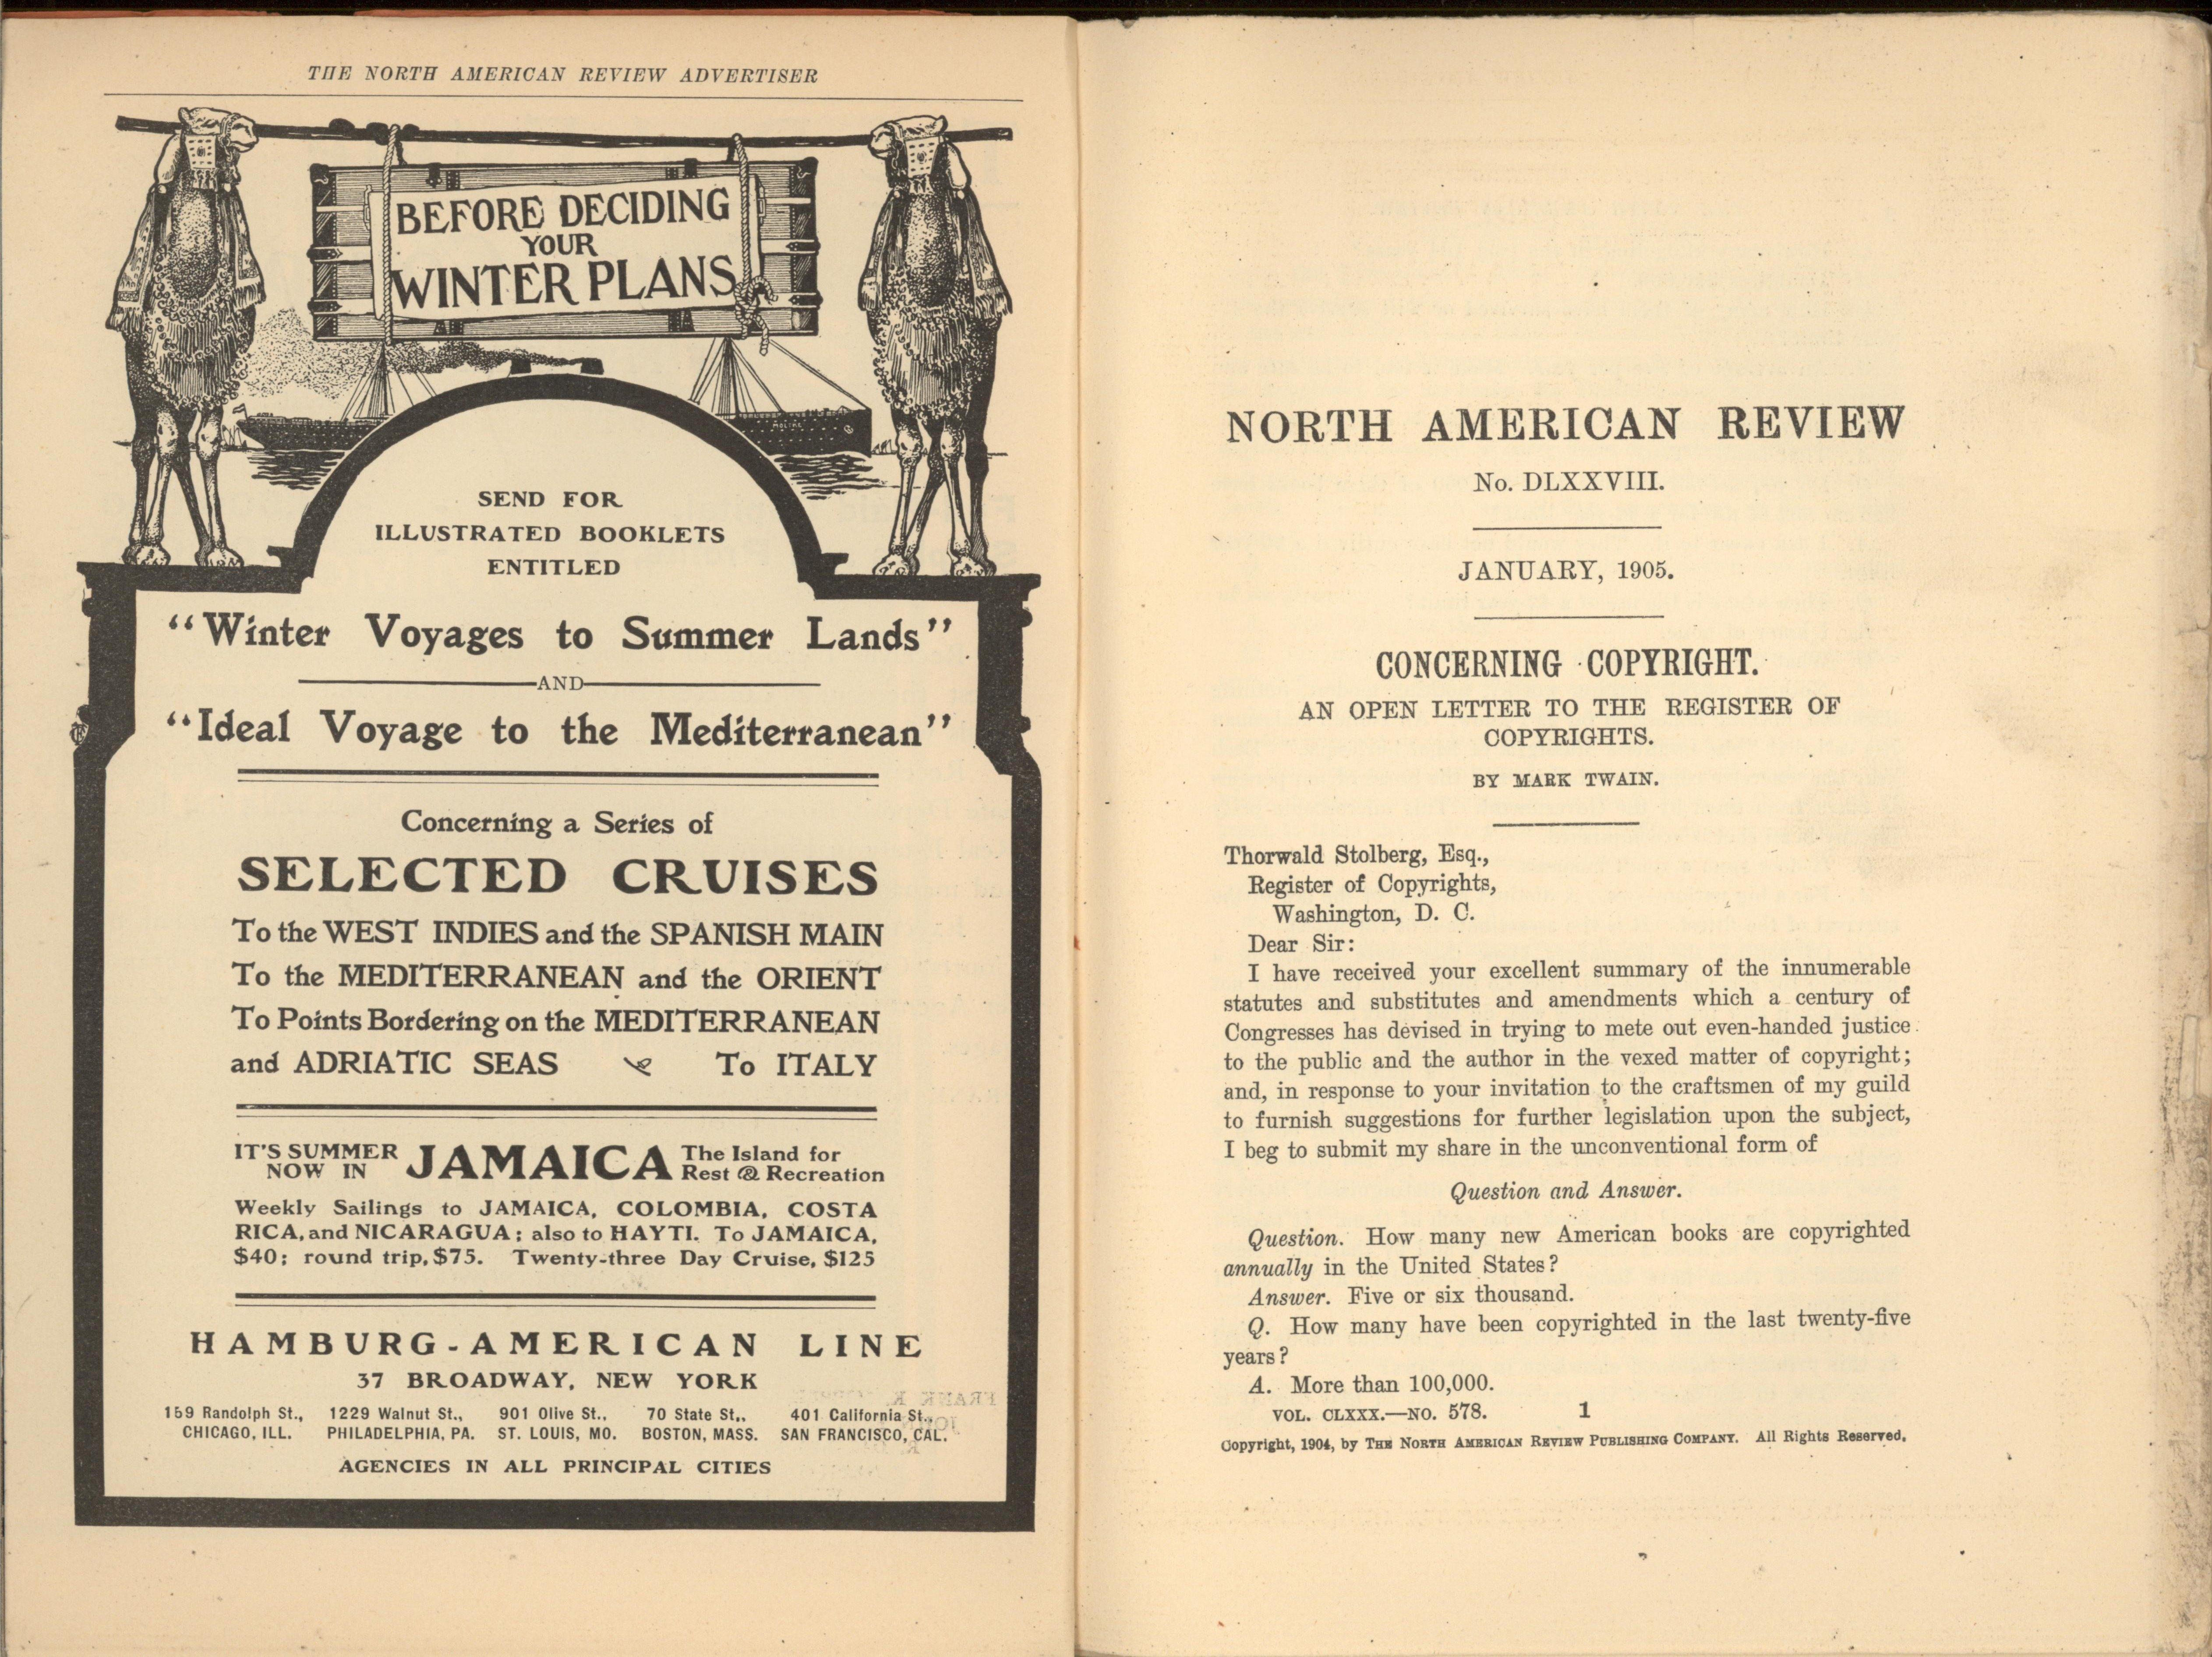 THE NORTH AMERICAN REVIEW ADVERTISER
BEFORE DECIDING
YOUR
WINTER PLANS
SEND FOR
ILLUSTRATED BOOKLETS
ENTITLED
“Winter Voyages to Summer Lands”
AND
“Ideal Voyage to the Mediterranean”
Concerning a Series of
SELECTED CRUISES
To the WEST INDIES and the SPANISH MAIN
To the MEDITERRANEAN and the ORIENT
To Points Bordering on the MEDITERRANEAN
and ADRIATIC SEAS To ITALY
IT'S SUMMER
NOW IN
JAMAICA
The Island for
Rest & Recreation
Weekly Sailings to JAMAICA, COLOMBIA, COSTA
RICA, and NICARAGUA; also to HAYTI. To JAMAICA,
$40; round trip, $75. Twenty-three Day Cruise, $125
HAMBURG-AMERICAN LINE
37 BROADWAY, NEW YORK
159 Randolph St., 1229 Walnut St., 901 Olive St., 70 State St., 401 California St.,
CHICAGO, ILL. PHILADELPHIA, PA. ST. LOUIS, MO. BOSTON, MASS. SAN FRANCISCO, CAL.
AGENCIES IN ALL PRINCIPAL CITIES
NORTH AMERICAN REVIEW
No. DLXXVIII.
JANUARY, 1905.
CONCERNING COPYRIGHT.
AN OPEN LETTER TO THE REGISTER OF
COPYRIGHTS.
BY MARK TWAIN.
Thorwald Stolberg, Esq.,
Register of Copyrights,
Washington, D. C.
Dear Sir:
I have received your excellent summary of the innumerable
statutes and substitutes and amendments which a century of
Congresses has devised in trying to mete out even-handed justice
to the public and the author in the vexed matter of copyright;
and, in response to your invitation to the craftsmen of my guild
to furnish suggestions for further legislation upon the subject,
I beg to submit my share in the unconventional form of
Question and Answer.
Question. How many new American books are copyrighted
annually in the United States?
Answer. Five or six thousand.
Q. How many have been copyrighted in the last twenty-five
years?
A. More than 100,000.
VOL. CLXXX.—NO. 578. 1
Copyright, 1904, by THE NORTH AMERICAN REVIEW PUBLISHING COMPANY. All Rights Reserved.